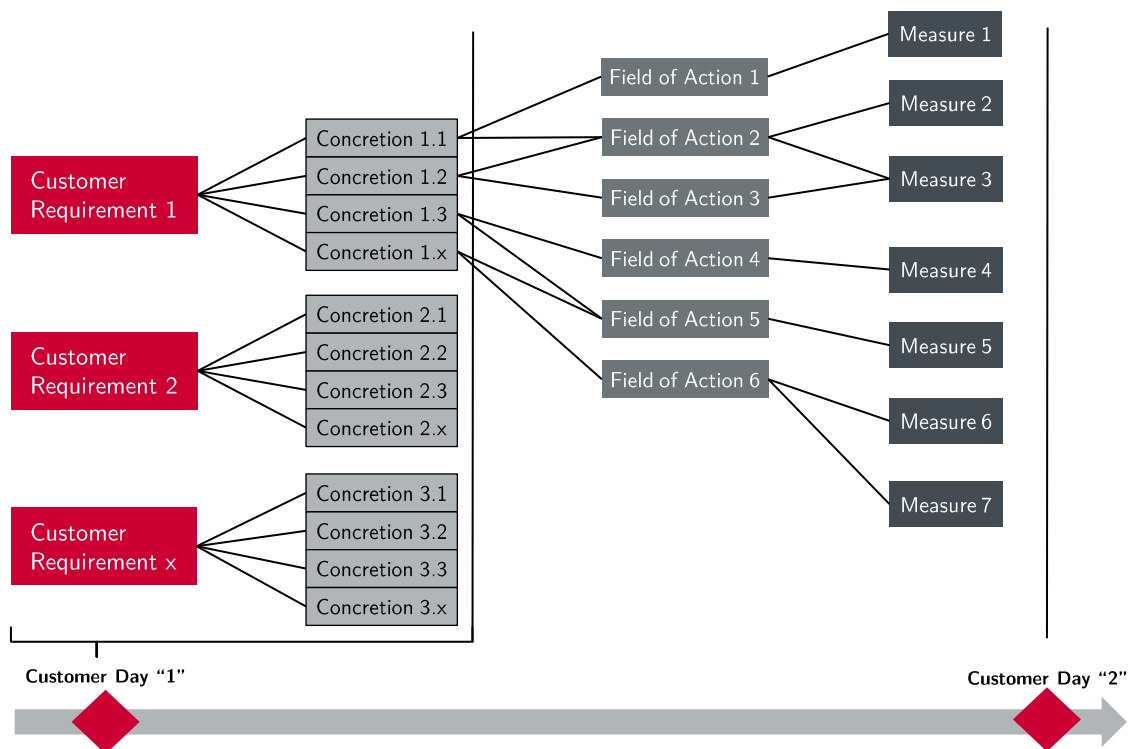 Customer
Requirement 1
Customer
Requirement 2
Customer
Requirement x
Concretion 1.1
Concretion 1.2
Concretion 1.3
Concretion 1.x
Concretion 2.1
Concretion 2.2
Concretion 2.3
Concretion 2.x
Concretion 3.1
Concretion 3.2
Concretion 3.3
Concretion 3.x
Field of Action 1
Field of Action 2
Field of Action 3
Field of Action 4
Field of Action 5
Field of Action 6
Measure 1
Measure 2
Measure 3
Measure 4
Measure 5
Measure 6
Measure 7
Customer Day “1”
Customer Day “2”